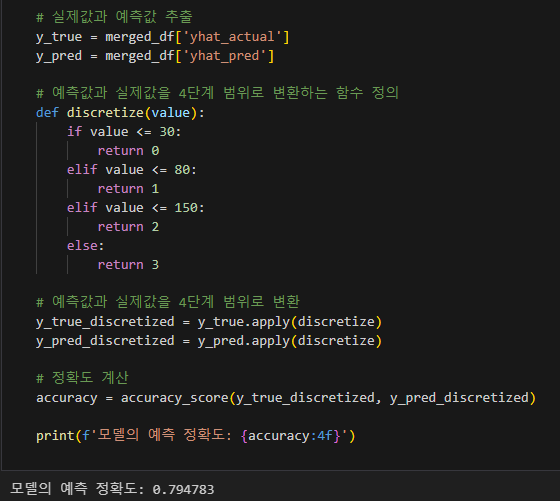 # 실제값과 예측값 추출
y_true = merged_df['yhat_actual']
y_pred = merged_df['yhat_pred']
# 예측값과 실제값을 4단계 범위로 변환하는 함수 정의
def discretize(value):
if value <= 30:
return 0
elif value <= 80:
return 1
elif value <= 150:
return 2
else:
return 3
# 예측값과 실제값을 4단계 범위로 변환
y_true_discretized = y_true.apply(discretize)
y_pred_discretized = y_pred.apply(discretize)
# 정확도 계산
accuracy = accuracy_score(y_true_discretized, y_pred_discretized)
print(f'모델의 예측 정확도: {accuracy:4f}')
모델의 예측 정확도: 0.794783